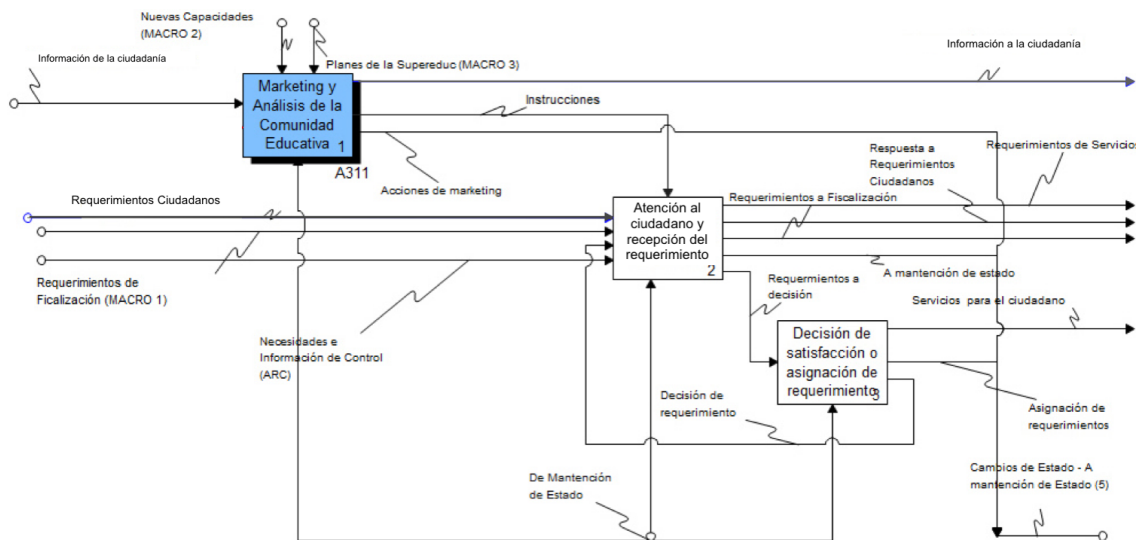 Nuevas Capacidades
(MACRO 2)
Información de la ciudadanía
Planes de la Supereduc (MACRO 3)
Información a la ciudadanía
Marketing y
Análisis de la
Comunidad
Educativa 1
A311
Instrucciones
Acciones de marketing
Respuesta a
Requerimientos
Ciudadanos
Requerimientos de Servicios
Requerimientos Ciudadanos
Requerimientos a Fiscalización
Atención al
ciudadano y
recepción del
requerimiento
2
A mantención de estado
Requerimientos de
Ficalización (MACRO 1)
Requermientos a
decisión
Servicios para el ciudadano
Necesidades e
Información de Control
(ARC)
Decisión de
satisfacción o
asignación de
requerimiento 3
Decisión de
requerimiento
Asignación de
requerimientos
De Mantención
de Estado
Cambios de Estado - A
mantención de Estado (5)